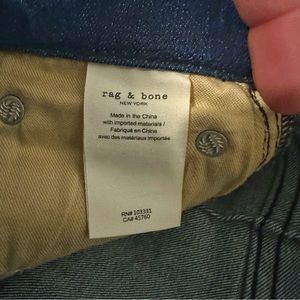 rag & bone
NEW YORK
Made in the China
with imported materials /
Fabriqué en China
avec des matériaux importés
RN# 103331
CA# 45760